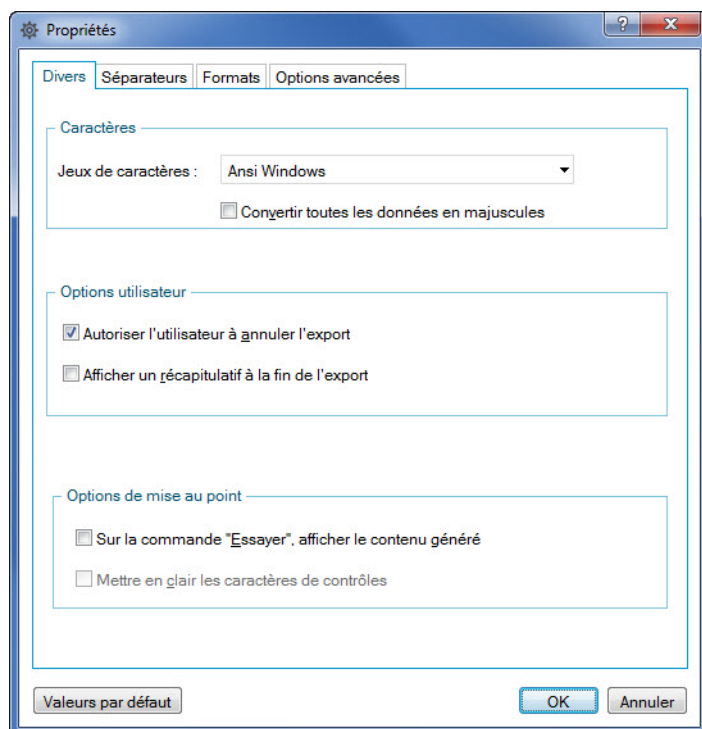 Propriétés
Divers Séparateurs Formats Options avancées
Caractères
Jeux de caractères : Ansi Windows
Convertir toutes les données en majuscules
Options utilisateur
Autoriser l'utilisateur à annuler l'export
Afficher un récapitulatif à la fin de l'export
Options de mise au point
Sur la commande "Essayer", afficher le contenu généré
Mettre en clair les caractères de contrôles
Valeurs par défaut OK Annuler